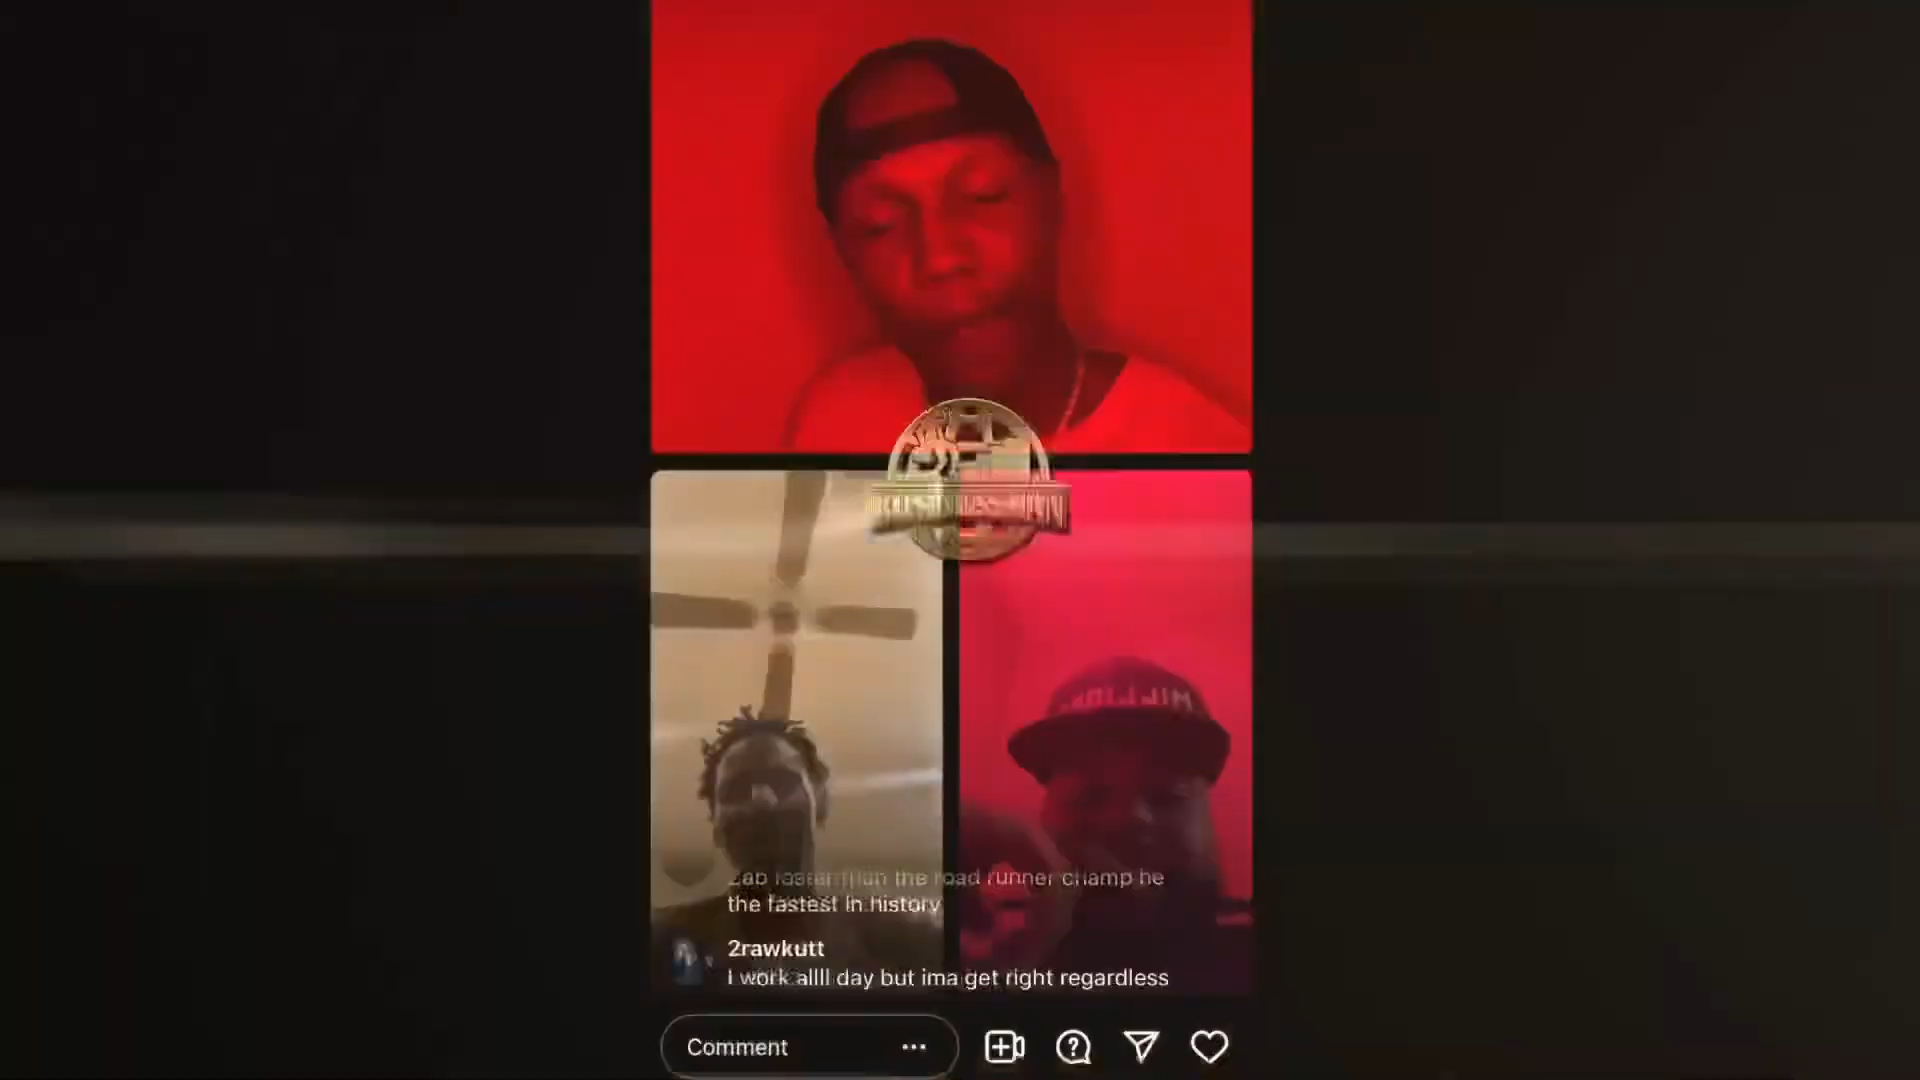 the road runner champ he
the fastest in history
2rawkutt
I work allll day but ima get right regardless
Comment